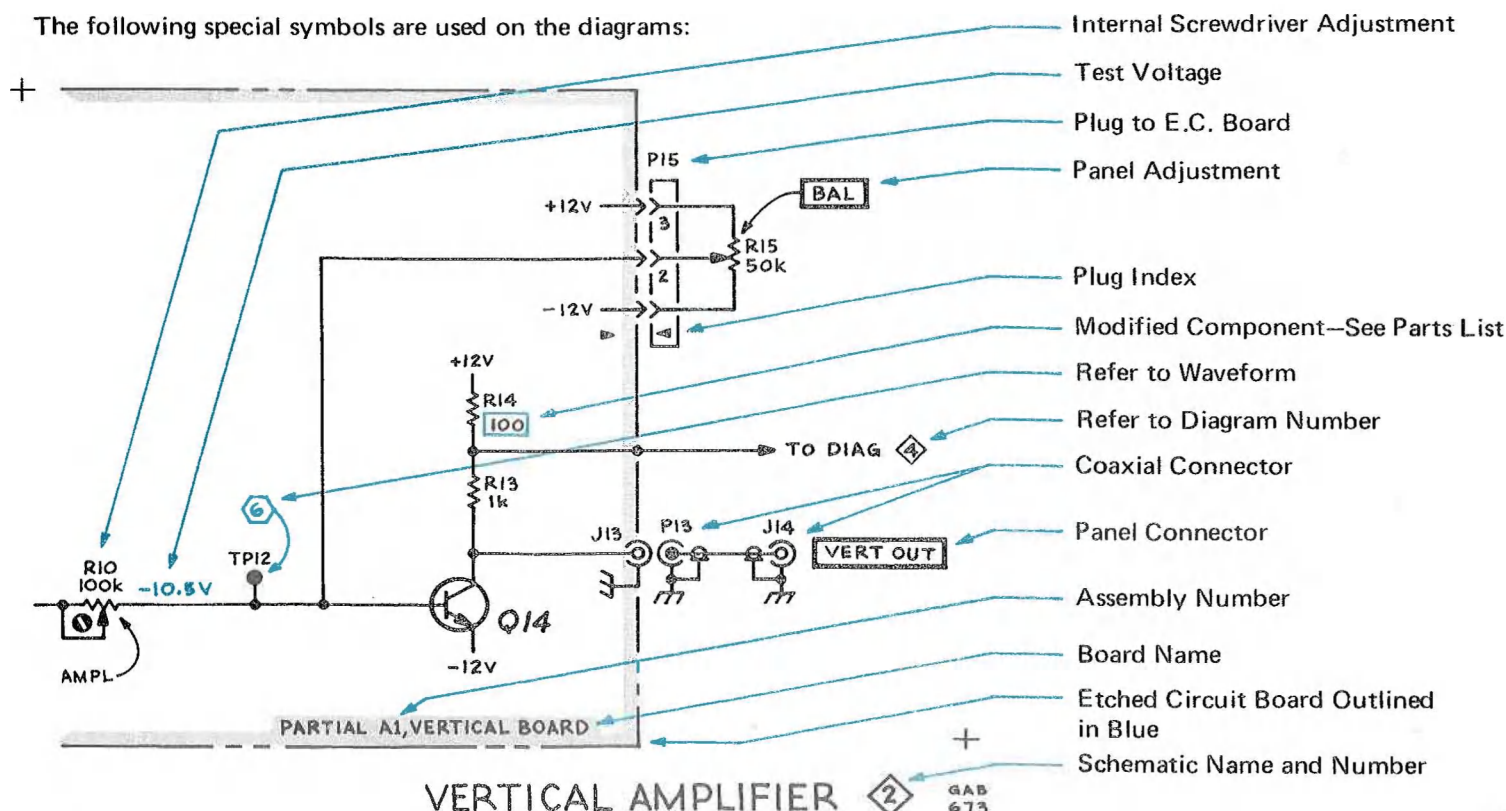 The following special symbols are used on the diagrams:
Internal Screwdriver Adjustment
Test Voltage
Plug to E.C. Board
Panel Adjustment
Plug Index
Modified Component—See Parts List
Refer to Waveform
Refer to Diagram Number
Coaxial Connector
Panel Connector
Assembly Number
Board Name
Etched Circuit Board Outlined
in Blue
Schematic Name and Number
P15
BAL
+12V
3
R15
50k
2
-12V
+12V
R14
100
TO DIAG 4
R13
1k
6
J13
P13
J14
VERT OUT
R10
100k
-10.5V
TP12
Q14
-12V
AMPL
PARTIAL A1, VERTICAL BOARD
VERTICAL AMPLIFIER 2
GAB
673